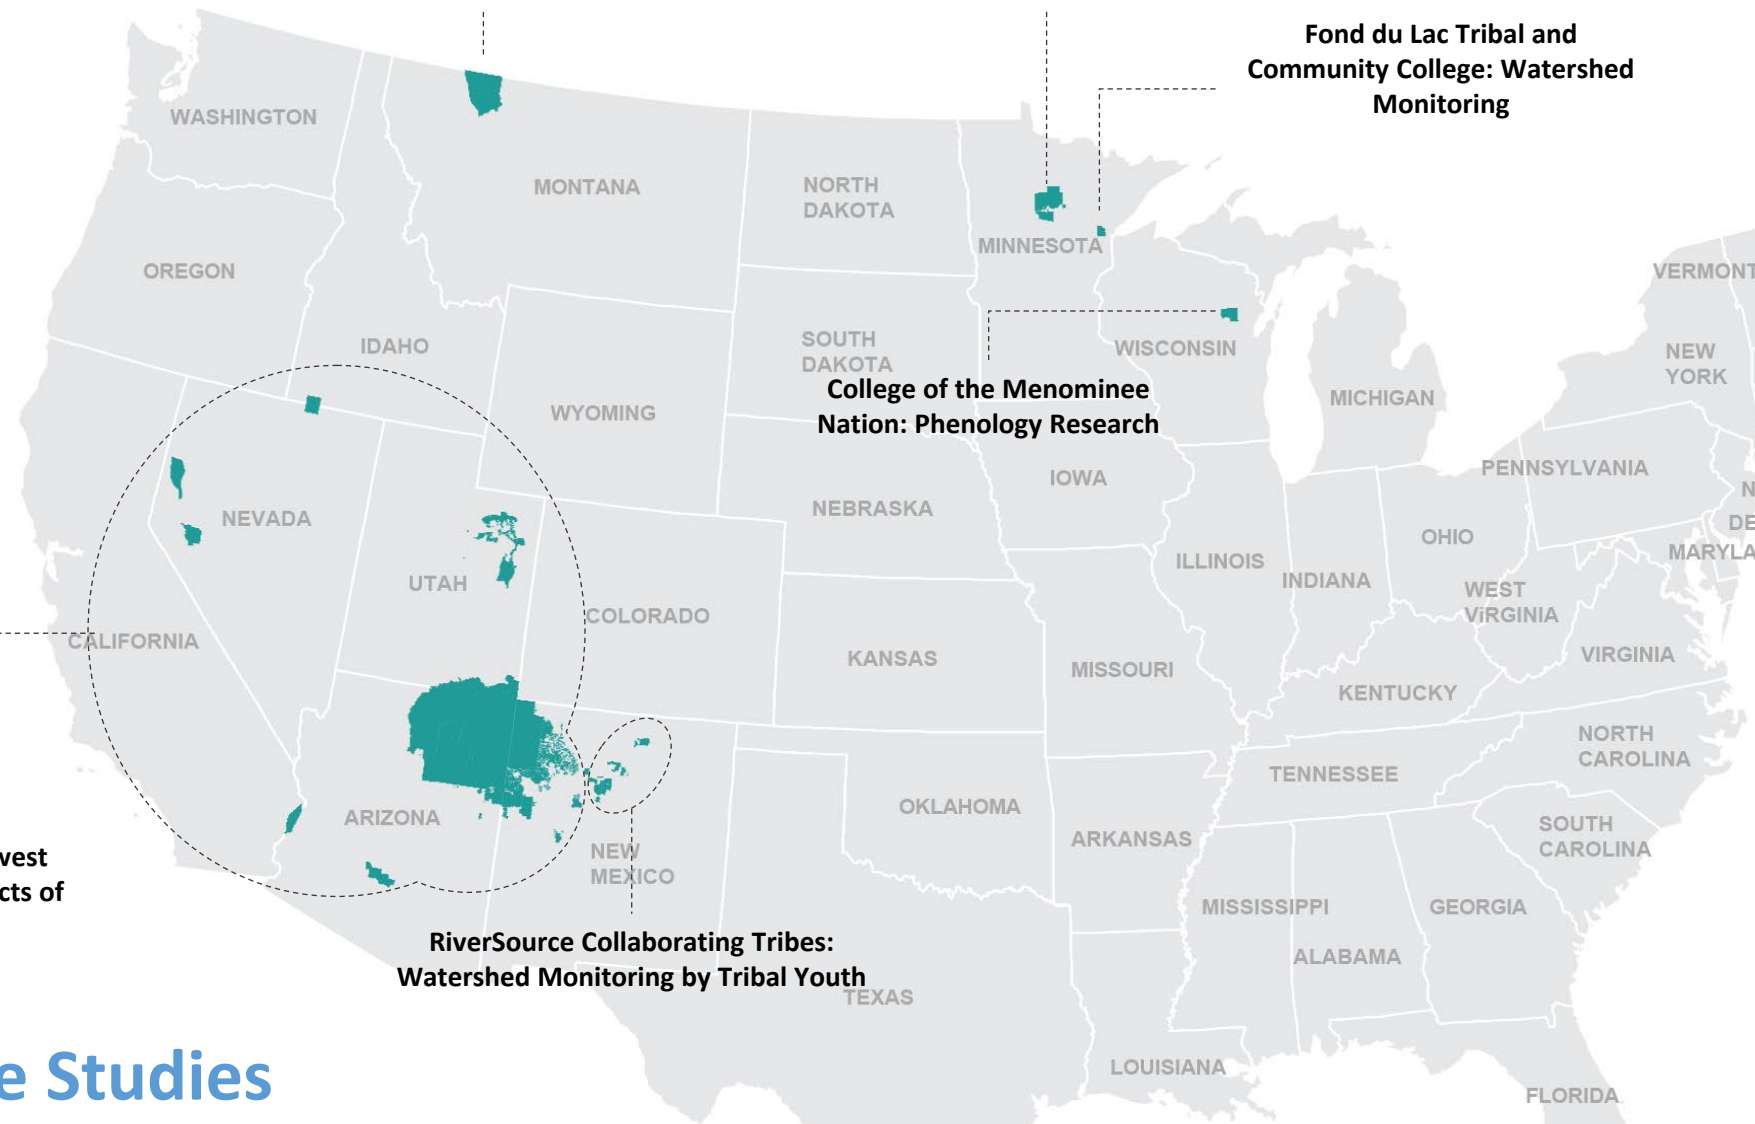 Fond du Lac Tribal and
Community College: Watershed
Monitoring
WASHINGTON
MONTANA
NORTH
DAKOTA
MINNESOTA
OREGON
VERMONT
IDAHO
SOUTH
DAKOTA
WISCONSIN
NEW
YORK
College of the Menominee
Nation: Phenology Research
WYOMING
MICHIGAN
PENNSYLVANIA
IOWA
N
NEVADA
NEBRASKA
DE
OHIO
MARYLA
ILLINOIS
INDIANA
UTAH
WEST
ViRGINIA
COLORADO
CALIFORNIA
KANSAS
MISSOURI
VIRGINIA
KENTUCKY
NORTH
CAROLINA
TENNESSEE
OKLAHOMA
ARIZONA
ARKANSAS
SOUTH
CAROLINA
NEW
MEXICO
west
cts of
MISSISSIPPI
GEORGIA
RiverSource Collaborating Tribes:
Watershed Monitoring by Tribal Youth
ALABAMA
TEXAS
LOUISIANA
e Studies
FLORIDA